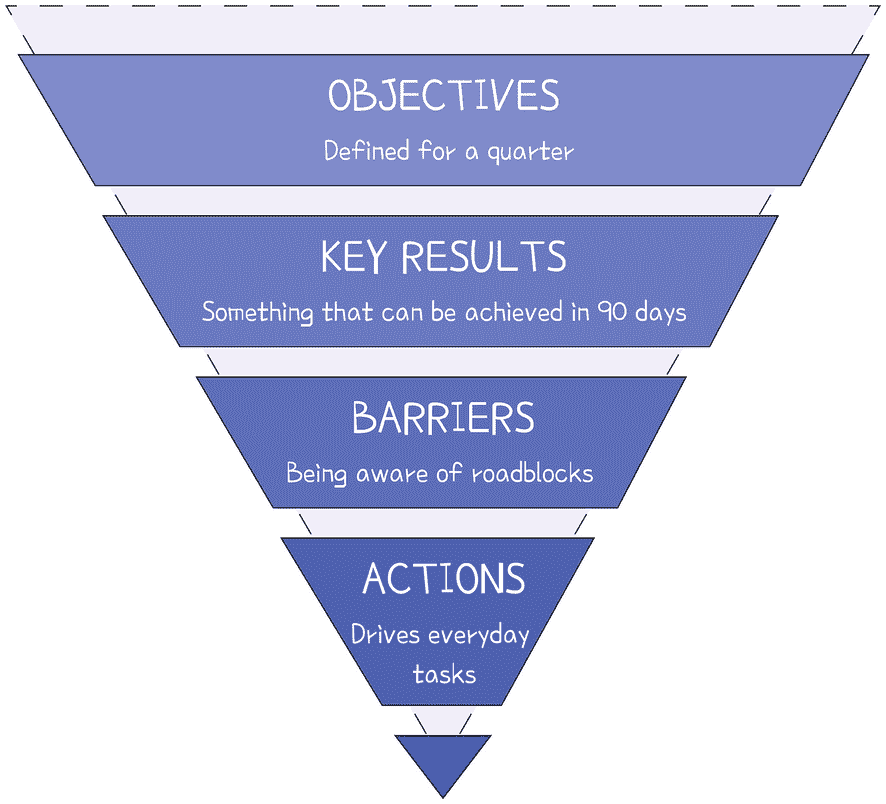 OBJECTIVES
Defined for a quarter
KEY RESULTS
Something that can be achieved in 90 days
BARRIERS
Being aware of roadblocks
ACTIONS
Drives everyday
tasks